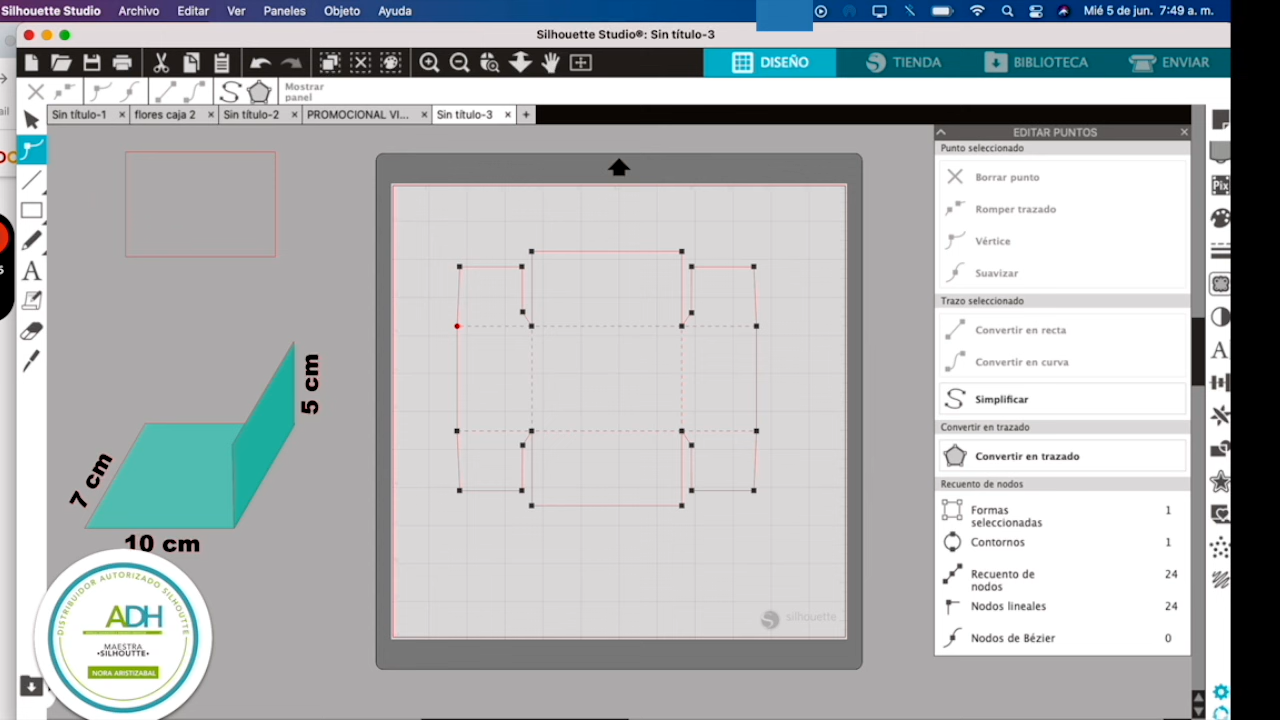 Silhouette Studio Archivo Editar Ver Paneles Objeto Ayuda Mié 5 de jun. 7:49 a. m.
Silhouette Studio®: Sin título-3
DISEÑO TIENDA BIBLIOTECA ENVIAR
Mostrar
panel
Sin título-1 × flores caja 2 × Sin título-2 × PROMOCIONAL VI... × Sin título-3 × +
EDITAR PUNTOS
Punto seleccionado
Borrar punto
Romper trazado
Vértice
Suavizar
Trazo seleccionado
Convertir en recta
Convertir en curva
Simplificar
Convertir en trazado
Convertir en trazado
Recuento de nodos
Formas seleccionadas 1
Contornos 1
Recuento de nodos 24
Nodos lineales 24
Nodos de Bézier 0
5 cm
7 cm
10 cm
silhouette
DISTRIBUIDOR AUTORIZADO SILHOUTTE
ADH
MAESTRA
•SILHOUTTE•
NORA ARISTIZABAL